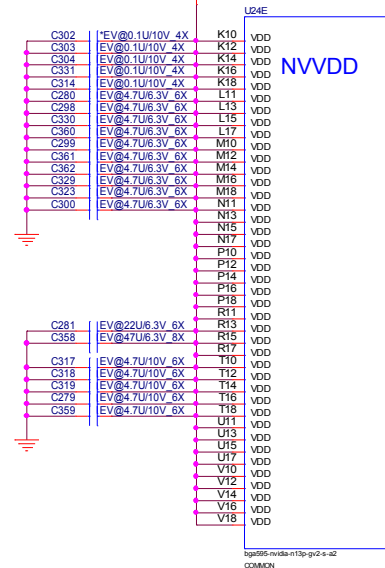 U24E
NVVDD
C302 *EV@0.1U/10V_4X K10 VDD
C303 EV@0.1U/10V_4X K12 VDD
C304 EV@0.1U/10V_4X K14 VDD
C331 EV@0.1U/10V_4X K16 VDD
C314 EV@0.1U/10V_4X K18 VDD
C280 EV@4.7U/6.3V_6X L11 VDD
C298 EV@4.7U/6.3V_6X L13 VDD
C330 EV@4.7U/6.3V_6X L15 VDD
C360 EV@4.7U/6.3V_6X L17 VDD
C299 EV@4.7U/6.3V_6X M10 VDD
C361 EV@4.7U/6.3V_6X M12 VDD
C362 EV@4.7U/6.3V_6X M14 VDD
C329 EV@4.7U/6.3V_6X M16 VDD
C323 EV@4.7U/6.3V_6X M18 VDD
C300 EV@4.7U/6.3V_6X N11 VDD
N13 VDD
N15 VDD
N17 VDD
P10 VDD
P12 VDD
P14 VDD
P16 VDD
P18 VDD
R11 VDD
C281 EV@22U/6.3V_6X R13 VDD
C358 EV@47U/6.3V_8X R15 VDD
R17 VDD
C317 EV@4.7U/10V_6X T10 VDD
C318 EV@4.7U/10V_6X T12 VDD
C319 EV@4.7U/10V_6X T14 VDD
C279 EV@4.7U/10V_6X T16 VDD
C359 EV@4.7U/10V_6X T18 VDD
U11 VDD
U13 VDD
U15 VDD
U17 VDD
V10 VDD
V12 VDD
V14 VDD
V16 VDD
V18 VDD
bga595-nvidia-n13p-gv2-s-a2
COMMON